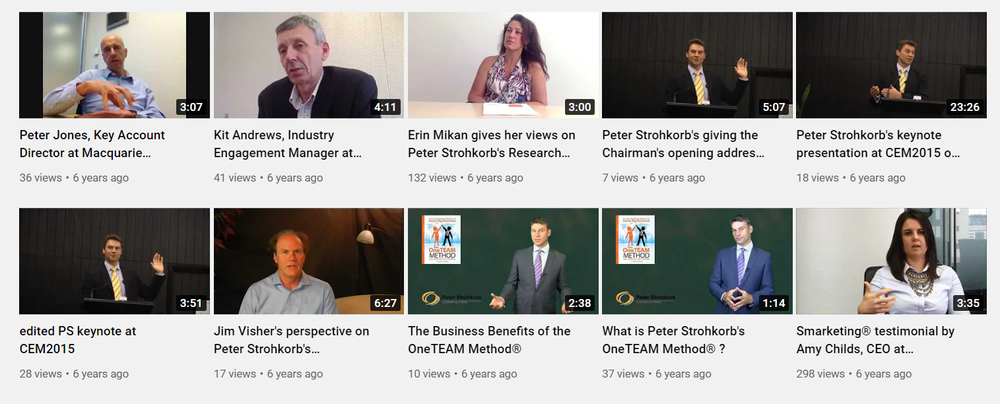 3:07
4:11
3:00
5:07
23:26
Peter Jones, Key Account
Director at Macquarie...
36 views • 6 years ago
Kit Andrews, Industry
Engagement Manager at...
41 views • 6 years ago
Erin Mikan gives her views on
Peter Strohkorb's Research...
132 views • 6 years ago
Peter Strohkorb's giving the
Chairman's opening addres...
7 views • 6 years ago
Peter Strohkorb's keynote
presentation at CEM2015 o...
18 views • 6 years ago
3:51
6:27
OneTEAM
METHOD
Peter Strohkorb
CONSULTING
2:38
OneTEAM
METHOD
Peter Strohkorb
CONSULTING
1:14
3:35
edited PS keynote at
CEM2015
28 views • 6 years ago
Jim Visher's perspective on
Peter Strohkorb's...
17 views • 6 years ago
The Business Benefits of the
OneTEAM Method®
10 views • 6 years ago
What is Peter Strohkorb's
OneTEAM Method® ?
37 views • 6 years ago
Smarketing® testimonial by
Amy Childs, CEO at...
298 views • 6 years ago